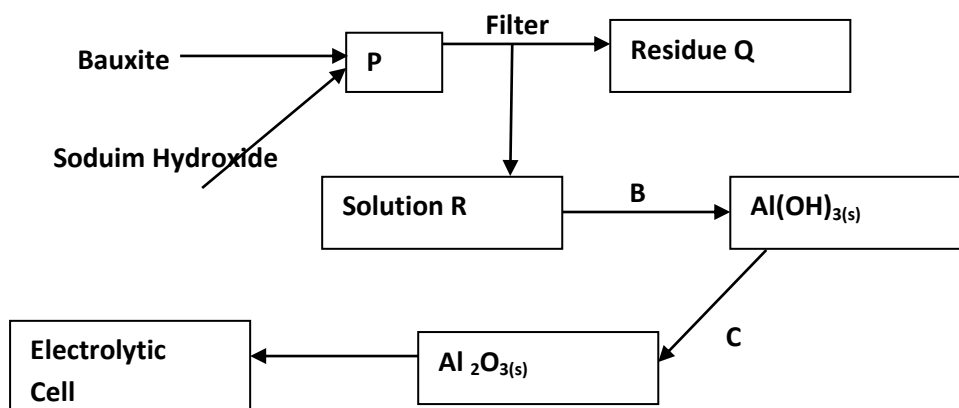 Filter
Bauxite
P
Residue Q
Soduim Hydroxide
Solution R
B
Al(OH)3(s)
C
Electrolytic
Cell
Al 2O3(s)